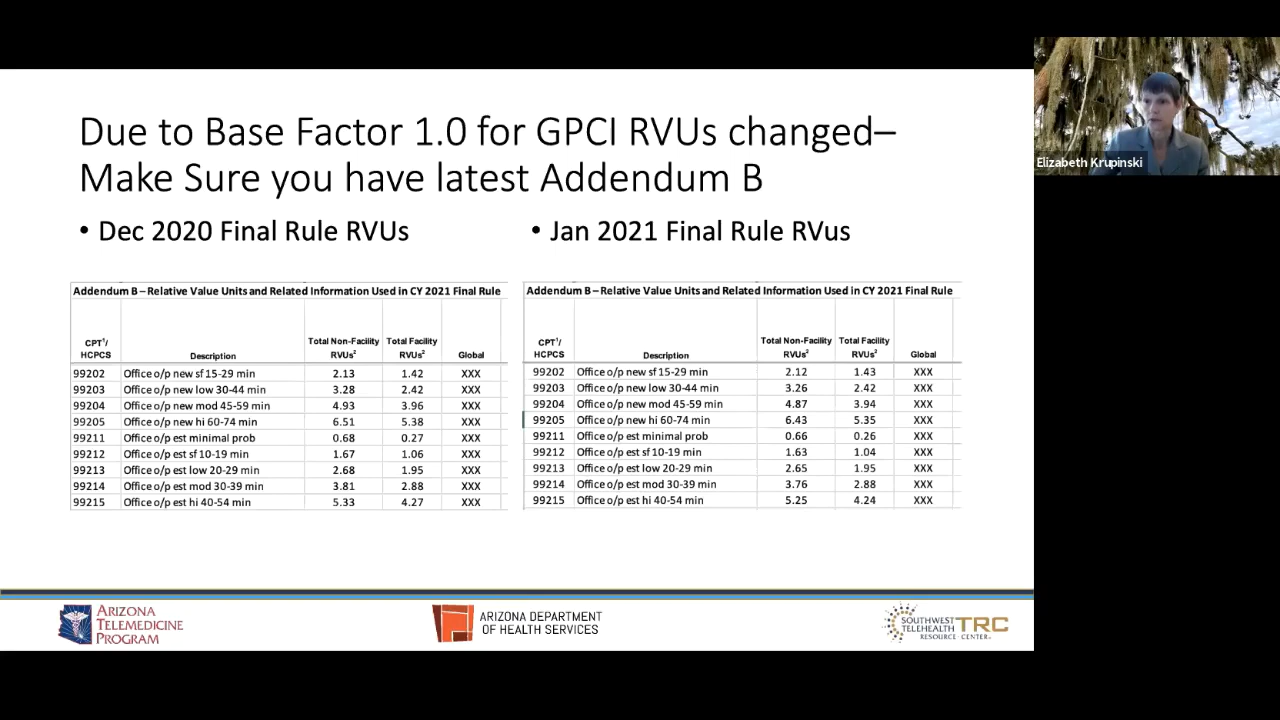 Due to Base Factor 1.0 for GPCI RVUs changed–
Make Sure you have latest Addendum B
• Dec 2020 Final Rule RVUs
Addendum B – Relative Value Units and Related Information Used in CY 2021 Final Rule
CPT¹/ HCPCS Description Total Non-Facility RVUs² Total Facility RVUs² Global
99202 Office o/p new sf 15-29 min 2.13 1.42 XXX
99203 Office o/p new low 30-44 min 3.28 2.42 XXX
99204 Office o/p new mod 45-59 min 4.93 3.96 XXX
99205 Office o/p new hi 60-74 min 6.51 5.38 XXX
99211 Office o/p est minimal prob 0.68 0.27 XXX
99212 Office o/p est sf 10-19 min 1.67 1.06 XXX
99213 Office o/p est low 20-29 min 2.68 1.95 XXX
99214 Office o/p est mod 30-39 min 3.81 2.88 XXX
99215 Office o/p est hi 40-54 min 5.33 4.27 XXX
• Jan 2021 Final Rule RVus
Addendum B – Relative Value Units and Related Information Used in CY 2021 Final Rule
CPT¹/ HCPCS Description Total Non-Facility RVUs² Total Facility RVUs² Global
99202 Office o/p new sf 15-29 min 2.12 1.43 XXX
99203 Office o/p new low 30-44 min 3.26 2.42 XXX
99204 Office o/p new mod 45-59 min 4.87 3.94 XXX
99205 Office o/p new hi 60-74 min 6.43 5.35 XXX
99211 Office o/p est minimal prob 0.66 0.26 XXX
99212 Office o/p est sf 10-19 min 1.63 1.04 XXX
99213 Office o/p est low 20-29 min 2.65 1.95 XXX
99214 Office o/p est mod 30-39 min 3.76 2.88 XXX
99215 Office o/p est hi 40-54 min 5.25 4.24 XXX
ARIZONA
TELEMEDICINE
PROGRAM
ARIZONA DEPARTMENT
OF HEALTH SERVICES
SOUTHWEST
TELEHEALTH
RESOURCE CENTER
TRC
Elizabeth Krupinski